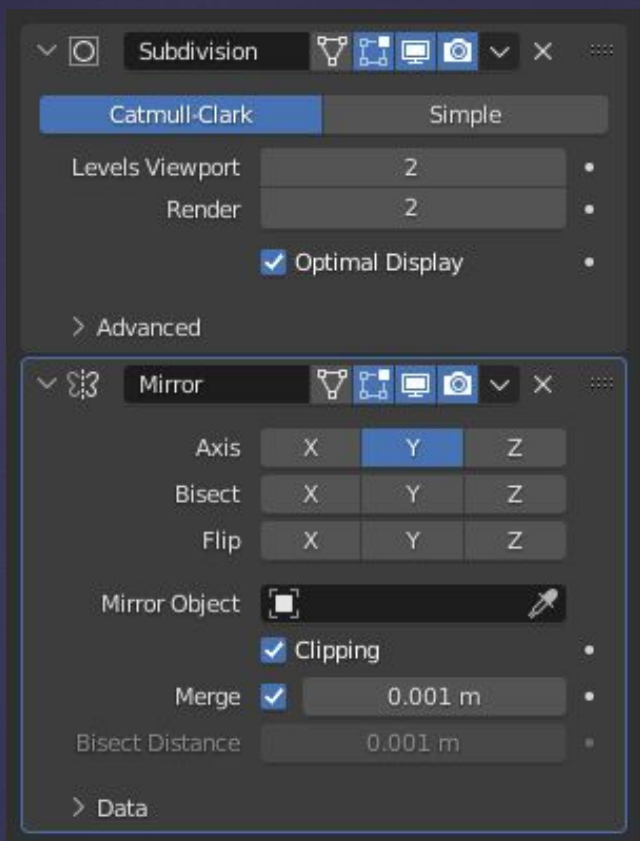 Subdivision
Catmull-Clark Simple
Levels Viewport 2
Render 2
Optimal Display
Advanced
Mirror
Axis X Y Z
Bisect X Y Z
Flip X Y Z
Mirror Object
Clipping
Merge 0.001 m
Bisect Distance 0.001 m
Data